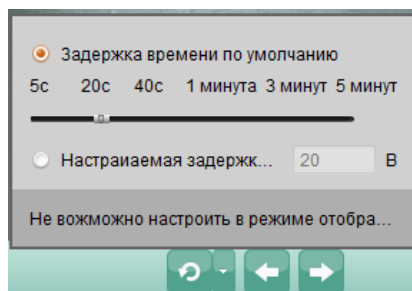 Задержка времени по умолчанию
5с 20с 40с 1 минута 3 минут 5 минут
Настраиаемая задержк... 20 В
Не вожможно настроить в режиме отобра...